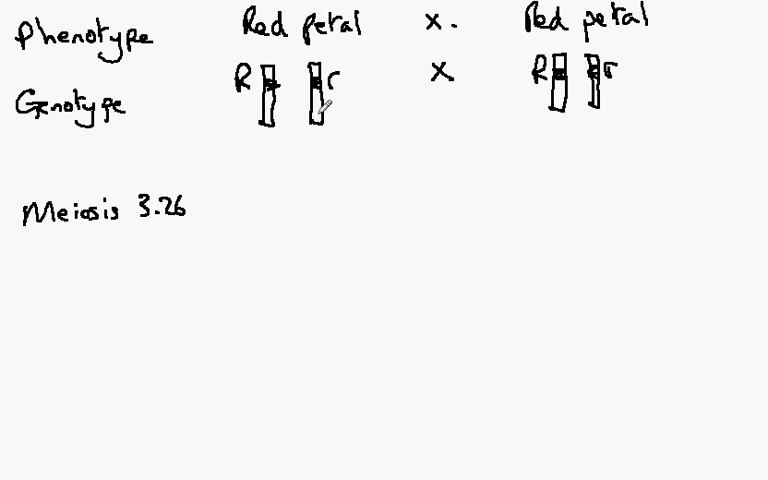 Phenotype Red petal x. Red petal
Genotype R r x R r
Meiosis 3.26